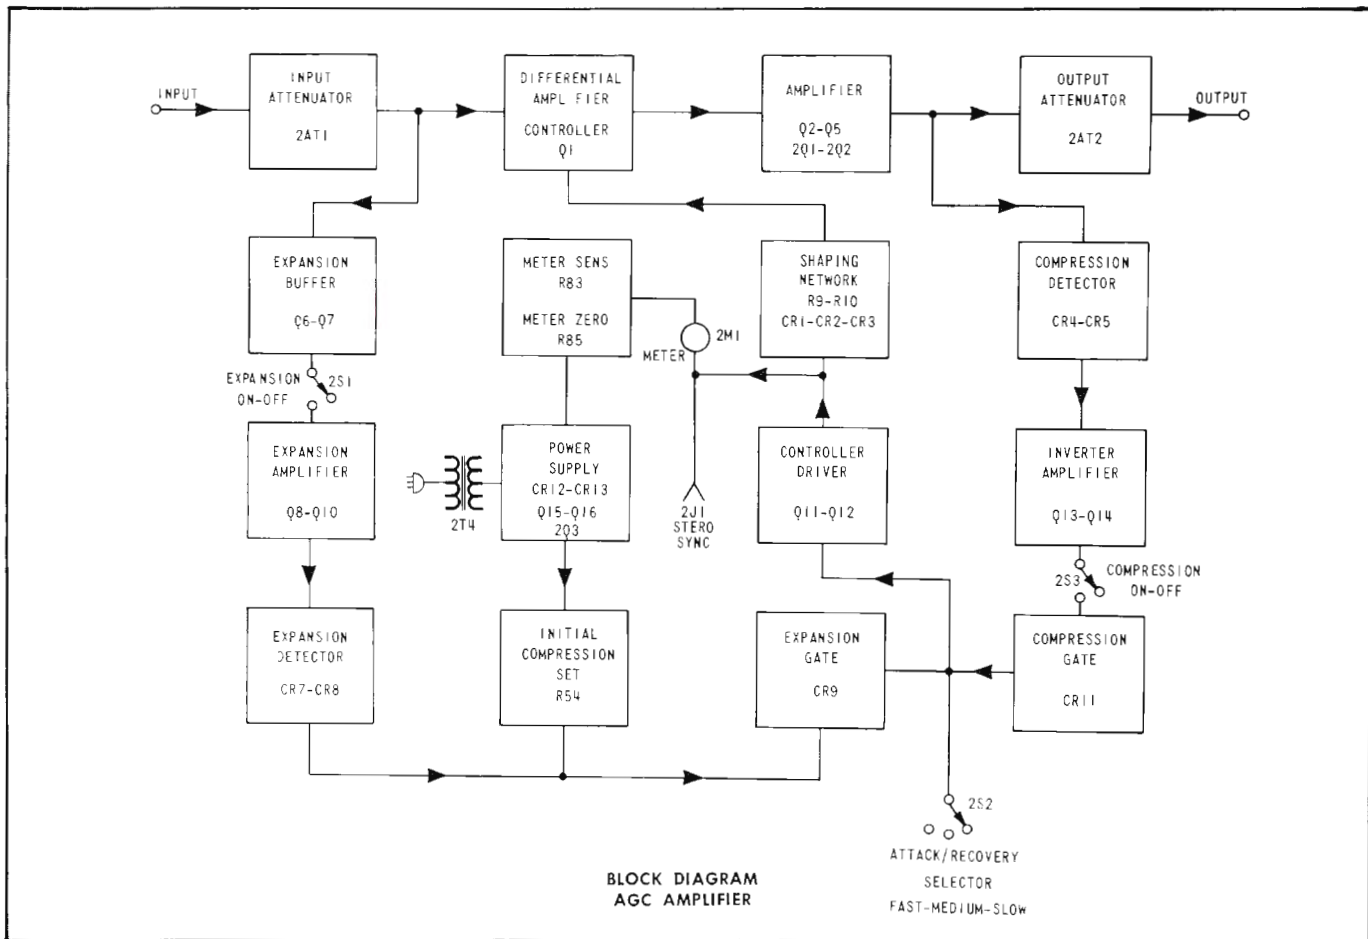 INPUT
INPUT
ATTENUATOR
2AT1
DIFFERENTIAL
AMPL FIER
CONTROLLER
Q1
AMPLIFIER
Q2-Q5
2Q1-2Q2
OUTPUT
ATTENUATOR
2AT2
OUTPUT
EXPANSION
BUFFER
Q6-Q7
METER SENS
R83
METER ZERO
R85
METER
2M1
SHAPING
NETWORK
R9-R10
CR1-CR2-CR3
COMPRESSION
DETECTOR
CR4-CR5
EXPANSION
ON-OFF
2S1
EXPANSION
AMPLIFIER
Q8-Q10
2T4
POWER
SUPPLY
CR12-CR13
Q15-Q16
2Q3
2J1
STERO
SYNC
CONTROLLER
DRIVER
Q11-Q12
INVERTER
AMPLIFIER
Q13-Q14
2S3
COMPRESSION
ON-OFF
EXPANSION
DETECTOR
CR7-CR8
INITIAL
COMPRESSION
SET
R54
EXPANSION
GATE
CR9
COMPRESSION
GATE
CR11
2S2
ATTACK/RECOVERY
SELECTOR
FAST-MEDIUM-SLOW
BLOCK DIAGRAM
AGC AMPLIFIER